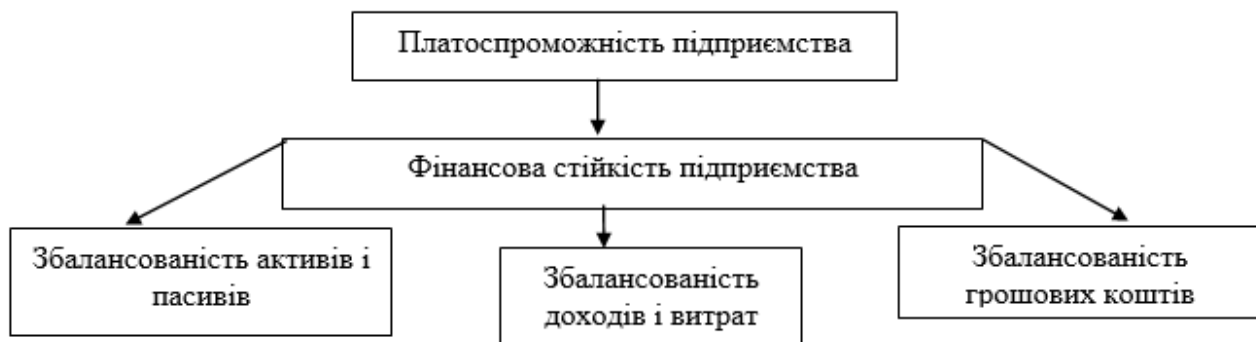 Платоспроможність підприємства
Фінансова стійкість підприємства
Збалансованість активів і
пасивів
Збалансованість
доходів і витрат
Збалансованість
грошових коштів